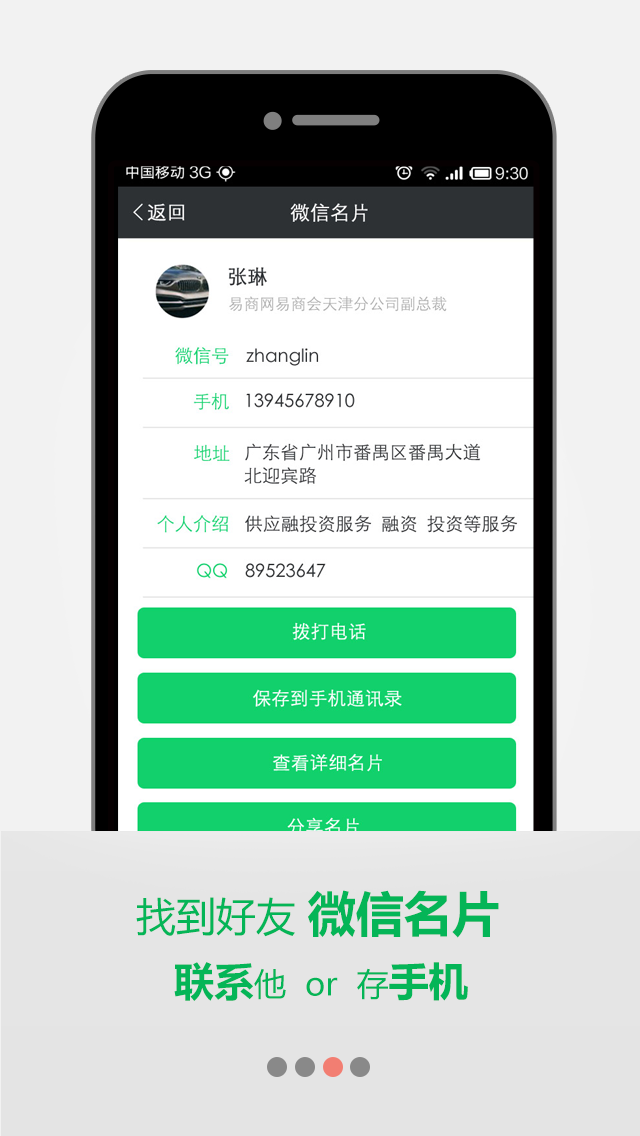 中国移动 3G 9:30
返回 微信名片
张琳
易商网易商会天津分公司副总裁
微信号 zhanglin
手机 13945678910
地址 广东省广州市番禺区番禺大道
北迎宾路
个人介绍 供应融投资服务 融资 投资等服务
QQ 89523647
拨打电话
保存到手机通讯录
查看详细名片
分享名片
找到好友 微信名片
联系他 or 存手机